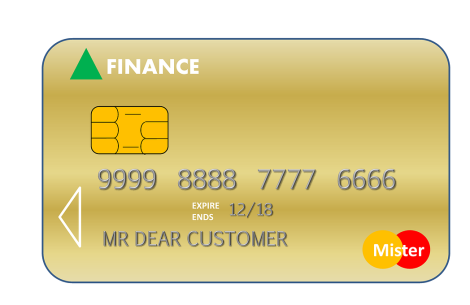 FINANCE
9999 8888 7777 6666
EXPIRE ENDS 12/18
MR DEAR CUSTOMER
Mister